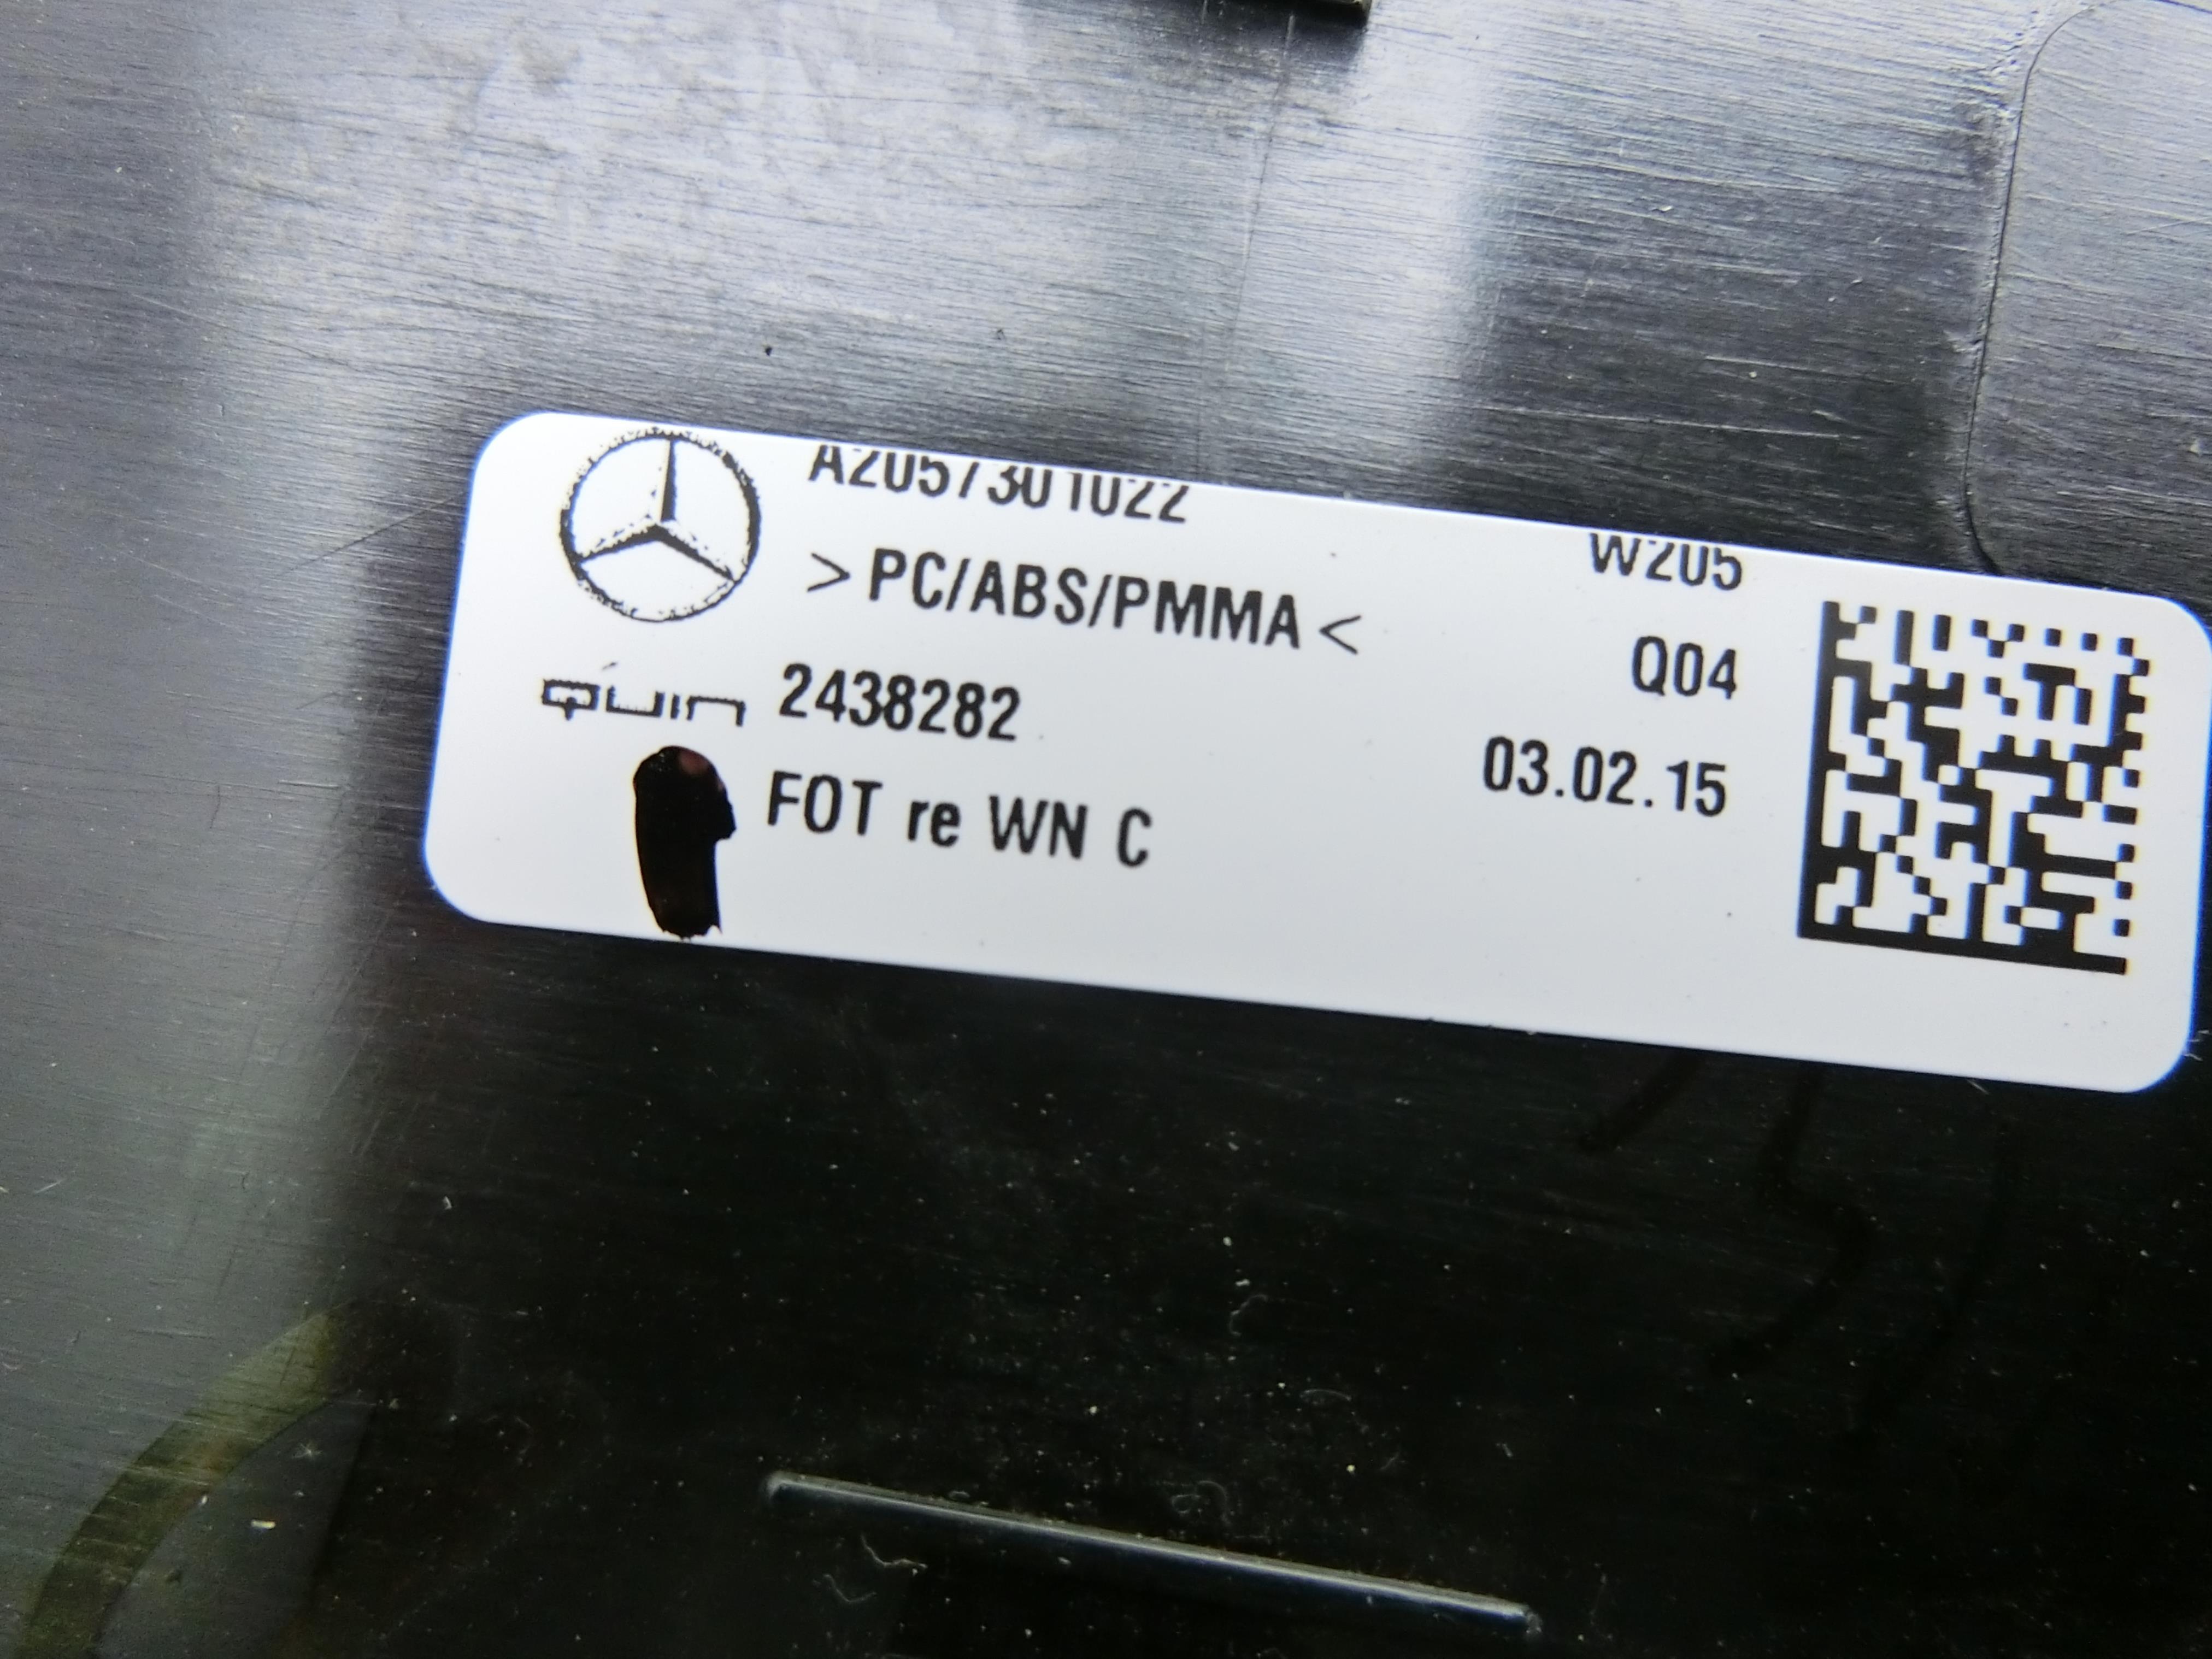 A2057301022
W205
>PC/ABS/PMMA<
Q04
quin 2438282
03.02.15
FOT re WN C